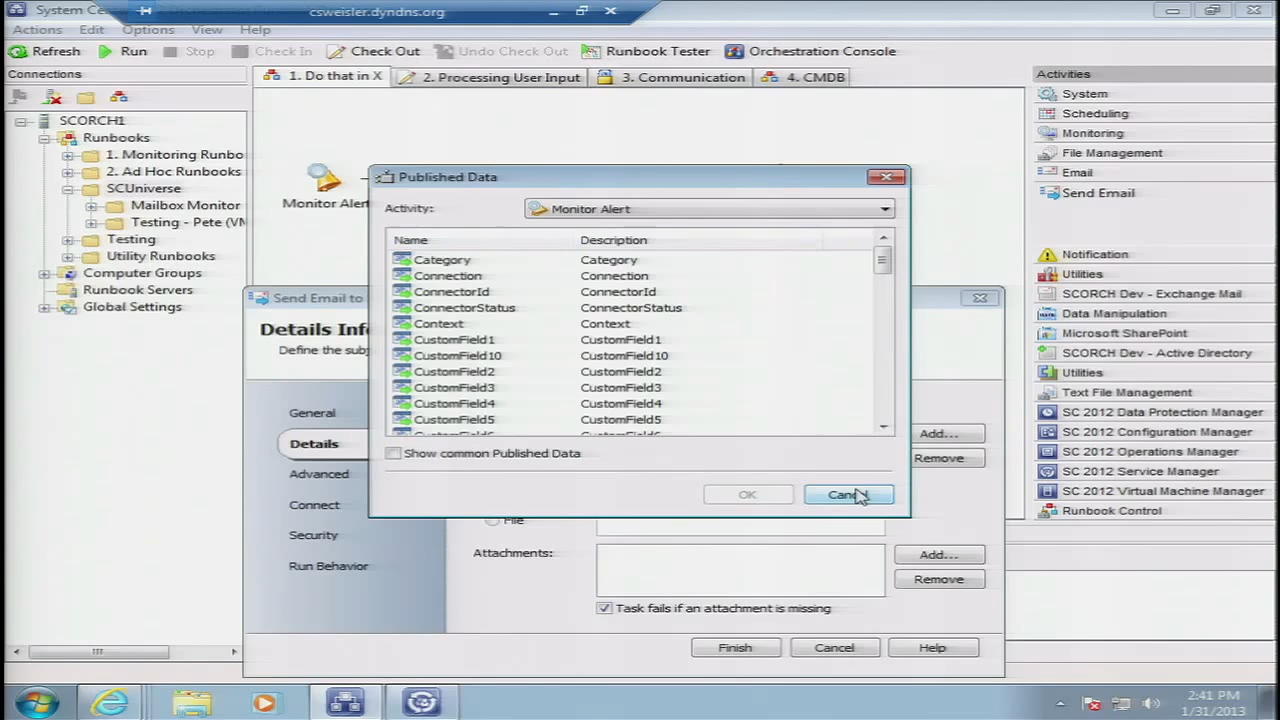 System Ce
csweisler.dyndns.org
Actions Edit Options View Help
Refresh Run Stop Check In Check Out Undo Check Out Runbook Tester Orchestration Console
Connections
SCORCH1
Runbooks
1. Monitoring Runbo
2. Ad Hoc Runbooks
SCUniverse
Mailbox Monitor
Testing - Pete (VM
Testing
Utility Runbooks
Computer Groups
Runbook Servers
Global Settings
1. Do that in X 2. Processing User Input 3. Communication 4. CMDB
Monitor Alert
Send Email to
Details Info
Define the subj
General
Details
Advanced
Connect
Security
Run Behavior
Published Data
Activity: Monitor Alert
Name Description
Category Category
Connection Connection
ConnectorId ConnectorId
ConnectorStatus ConnectorStatus
Context Context
CustomField1 CustomField1
CustomField10 CustomField10
CustomField2 CustomField2
CustomField3 CustomField3
CustomField4 CustomField4
CustomField5 CustomField5
Show common Published Data
OK Cancel
Add...
Remove
File
Attachments:
Add...
Remove
Task fails if an attachment is missing
Finish Cancel Help
Activities
System
Scheduling
Monitoring
File Management
Email
Send Email
Notification
Utilities
SCORCH Dev - Exchange Mail
Data Manipulation
Microsoft SharePoint
SCORCH Dev - Active Directory
Utilities
Text File Management
SC 2012 Data Protection Manager
SC 2012 Configuration Manager
SC 2012 Operations Manager
SC 2012 Service Manager
SC 2012 Virtual Machine Manager
Runbook Control
2:41 PM
1/31/2013